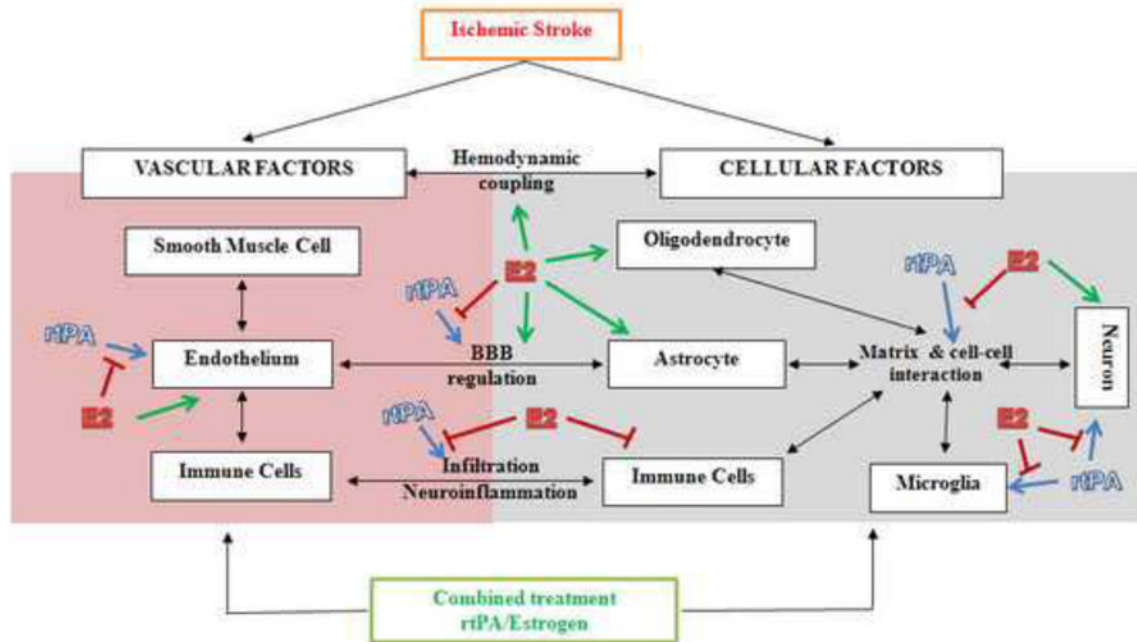 Ischemic Stroke
VASCULAR FACTORS
Hemodynamic
coupling
CELLULAR FACTORS
Smooth Muscle Cell
Oligodendrocyte
E2
rtPA
rtPA
E2
rtPA
Endothelium
BBB
regulation
Astrocyte
Matrix & cell-cell
interaction
Neuron
E2
rtPA
E2
E2
Immune Cells
Infiltration
Neuroinflammation
Immune Cells
Microglia
rtPA
Combined treatment
rtPA/Estrogen